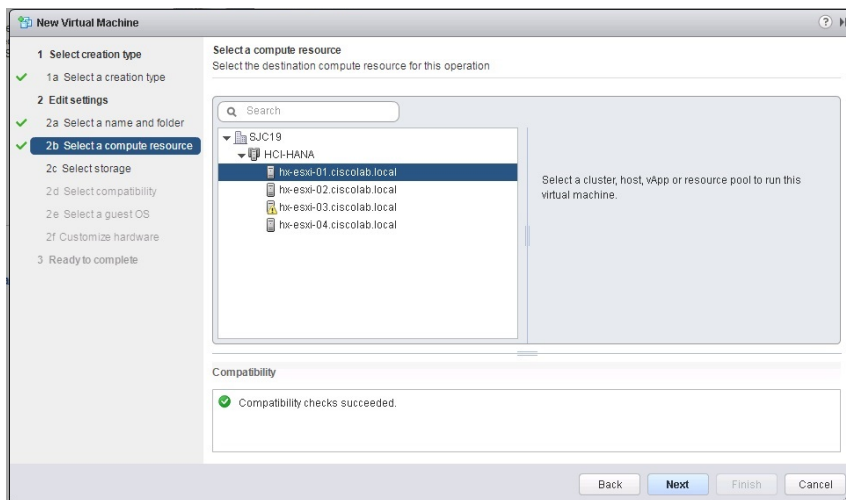 New Virtual Machine
1 Select creation type
1a Select a creation type
2 Edit settings
2a Select a name and folder
2b Select a compute resource
2c Select storage
2d Select compatibility
2e Select a guest OS
2f Customize hardware
3 Ready to complete
Select a compute resource
Select the destination compute resource for this operation
Search
SJC19
HCI-HANA
hx-esxi-01.ciscolab.local
hx-esxi-02.ciscolab.local
hx-esxi-03.ciscolab.local
hx-esxi-04.ciscolab.local
Select a cluster, host, vApp or resource pool to run this
virtual machine.
Compatibility
Compatibility checks succeeded.
Back Next Finish Cancel